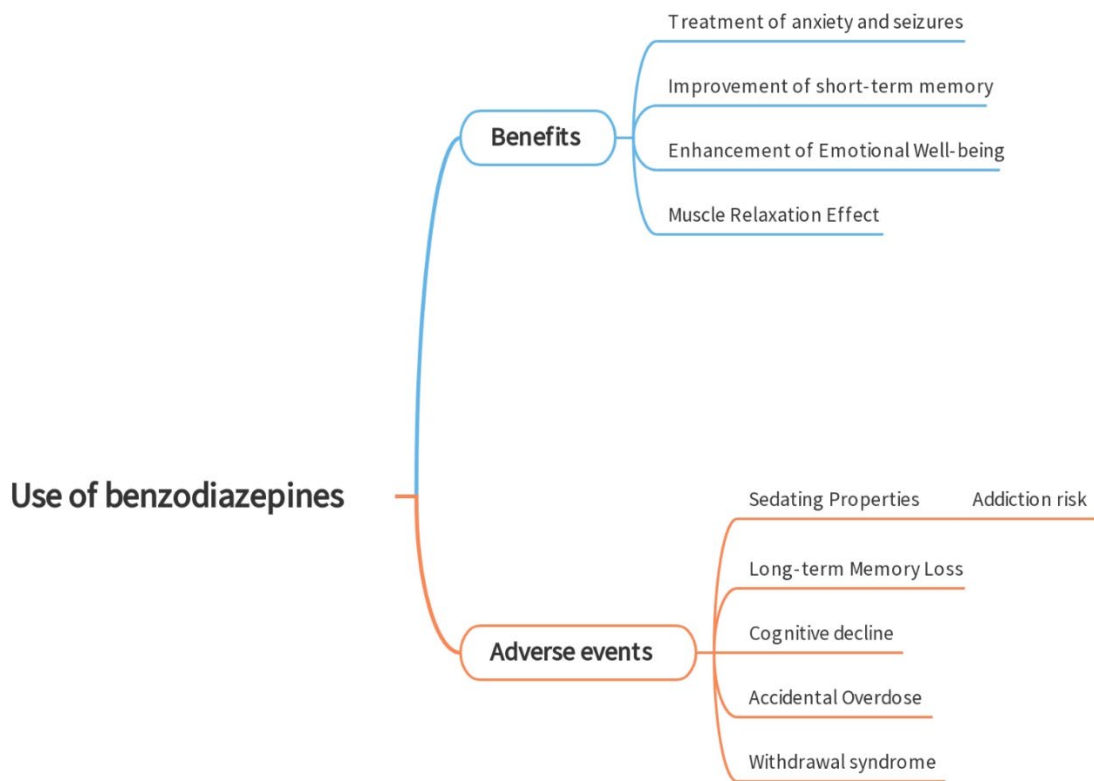 Treatment of anxiety and seizures
Improvement of short-term memory
Benefits
Enhancement of Emotional Well-being
Muscle Relaxation Effect
Use of benzodiazepines
Sedating Properties
Addiction risk
Long-term Memory Loss
Cognitive decline
Adverse events
Accidental Overdose
Withdrawal syndrome